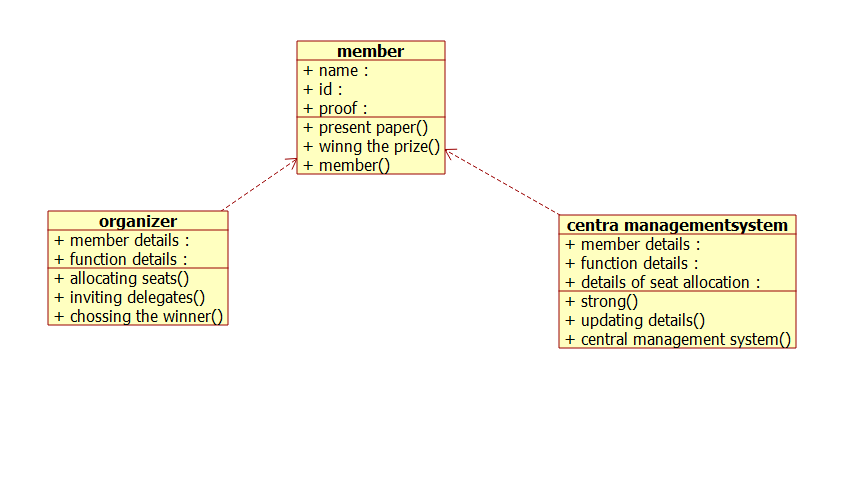 member
+ name :
+ id :
+ proof :
+ present paper()
+ winng the prize()
+ member()
organizer
+ member details :
+ function details :
+ allocating seats()
+ inviting delegates()
+ chossing the winner()
centra managementsystem
+ member details :
+ function details :
+ details of seat allocation :
+ strong()
+ updating details()
+ central management system()